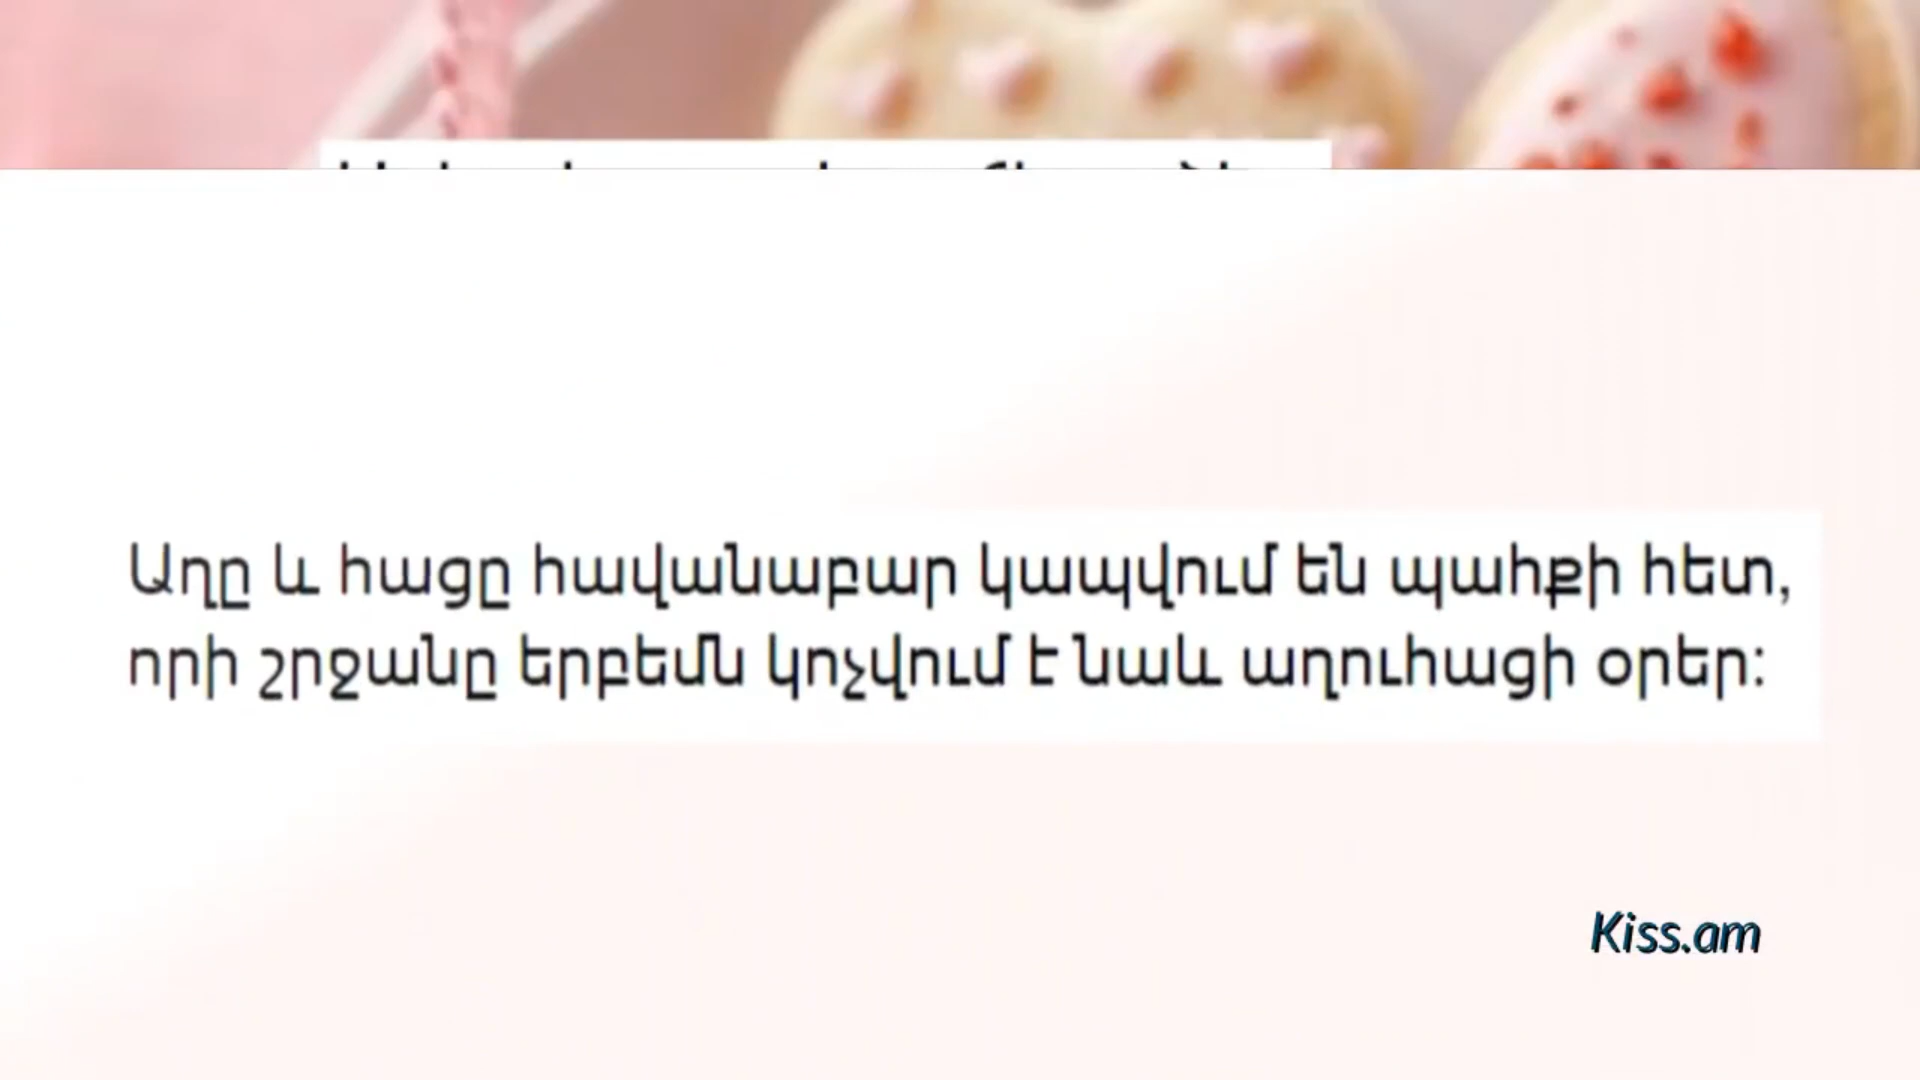 Աղը և հացը հավանաբար կապվում են պահքի հետ,
որի շրջանը երբեմն կոչվում է նաև աղուհացի օրեր:
Kiss.am